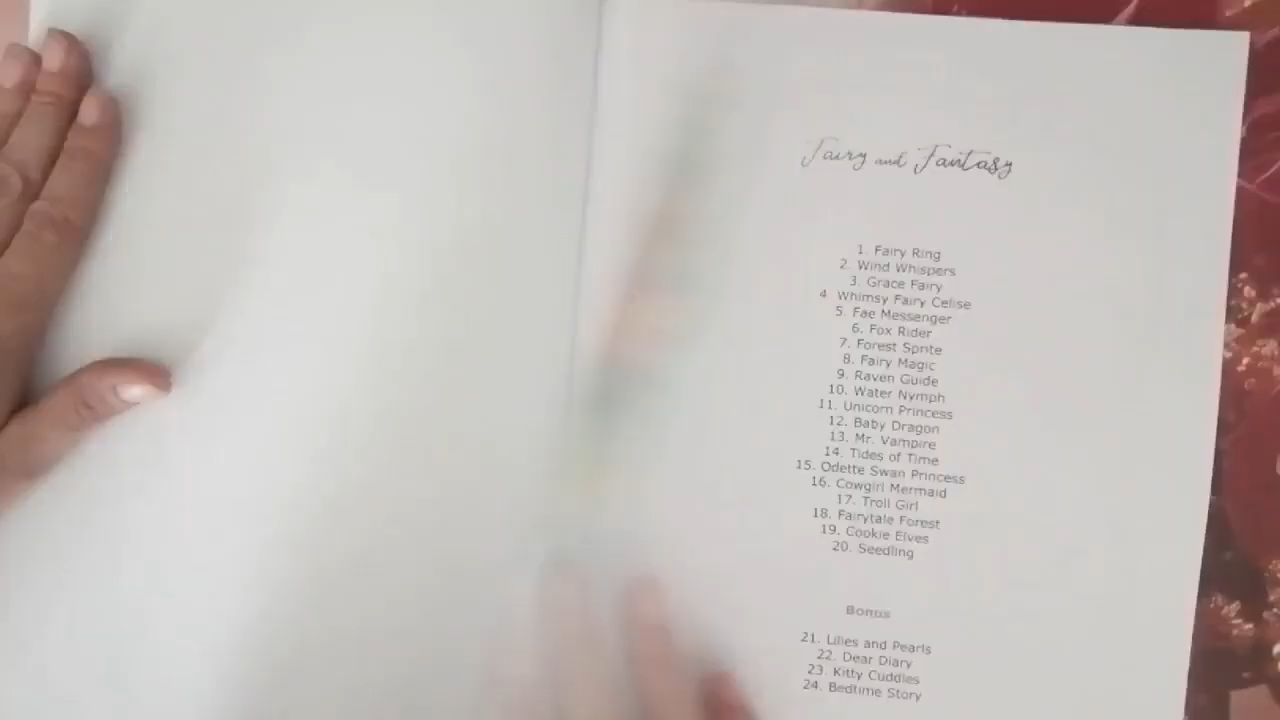 Fairy and Fantasy
1. Fairy Ring
2. Wind Whispers
3. Grace Fairy
4 Whimsy Fairy Celise
5. Fae Messenger
6. Fox Rider
7. Forest Sprite
8. Fairy Magic
9. Raven Guide
10. Water Nymph
11. Unicorn Princess
12. Baby Dragon
13. Mr. Vampire
14. Tides of Time
15. Odette Swan Princess
16. Cowgirl Mermaid
17. Troll Girl
18. Fairytale Forest
19. Cookie Elves
20. Seedling
Bonus
21. Lilies and Pearls
22. Dear Diary
23. Kitty Cuddles
24. Bedtime Story